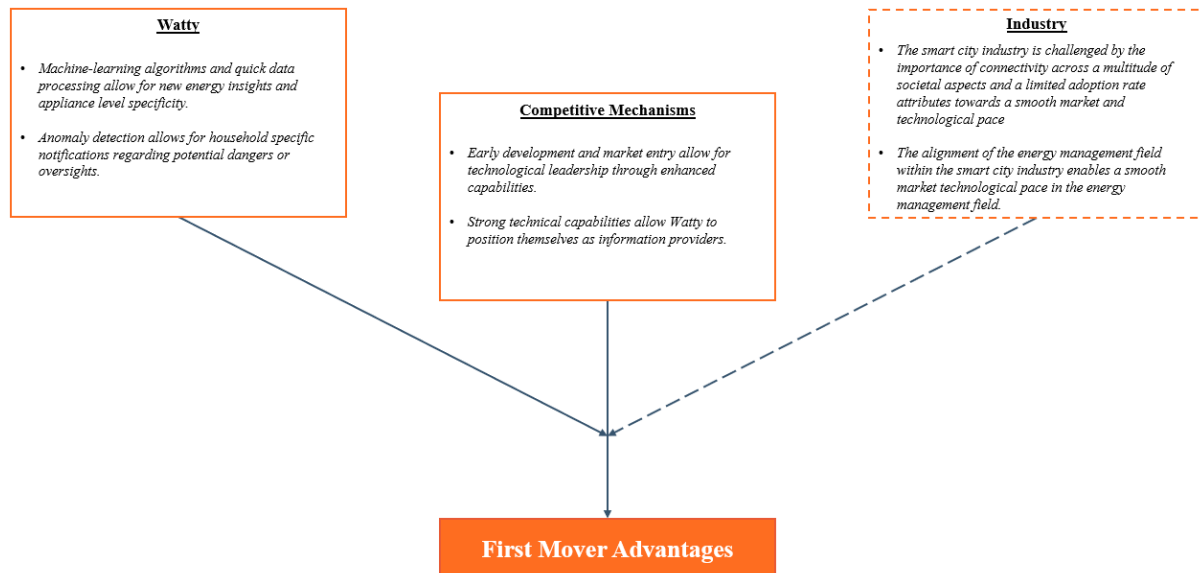 Watty
• Machine-learning algorithms and quick data
processing allow for new energy insights and
appliance level specificity.
• Anomaly detection allows for household specific
notifications regarding potential dangers or
oversights.
Competitive Mechanisms
• Early development and market entry allow for
technological leadership through enhanced
capabilities.
• Strong technical capabilities allow Watty to
position themselves as information providers.
Industry
• The smart city industry is challenged by the
importance of connectivity across a multitude of
societal aspects and a limited adoption rate
attributes towards a smooth market and
technological pace
• The alignment of the energy management field
within the smart city industry enables a smooth
market technological pace in the energy
management field.
First Mover Advantages